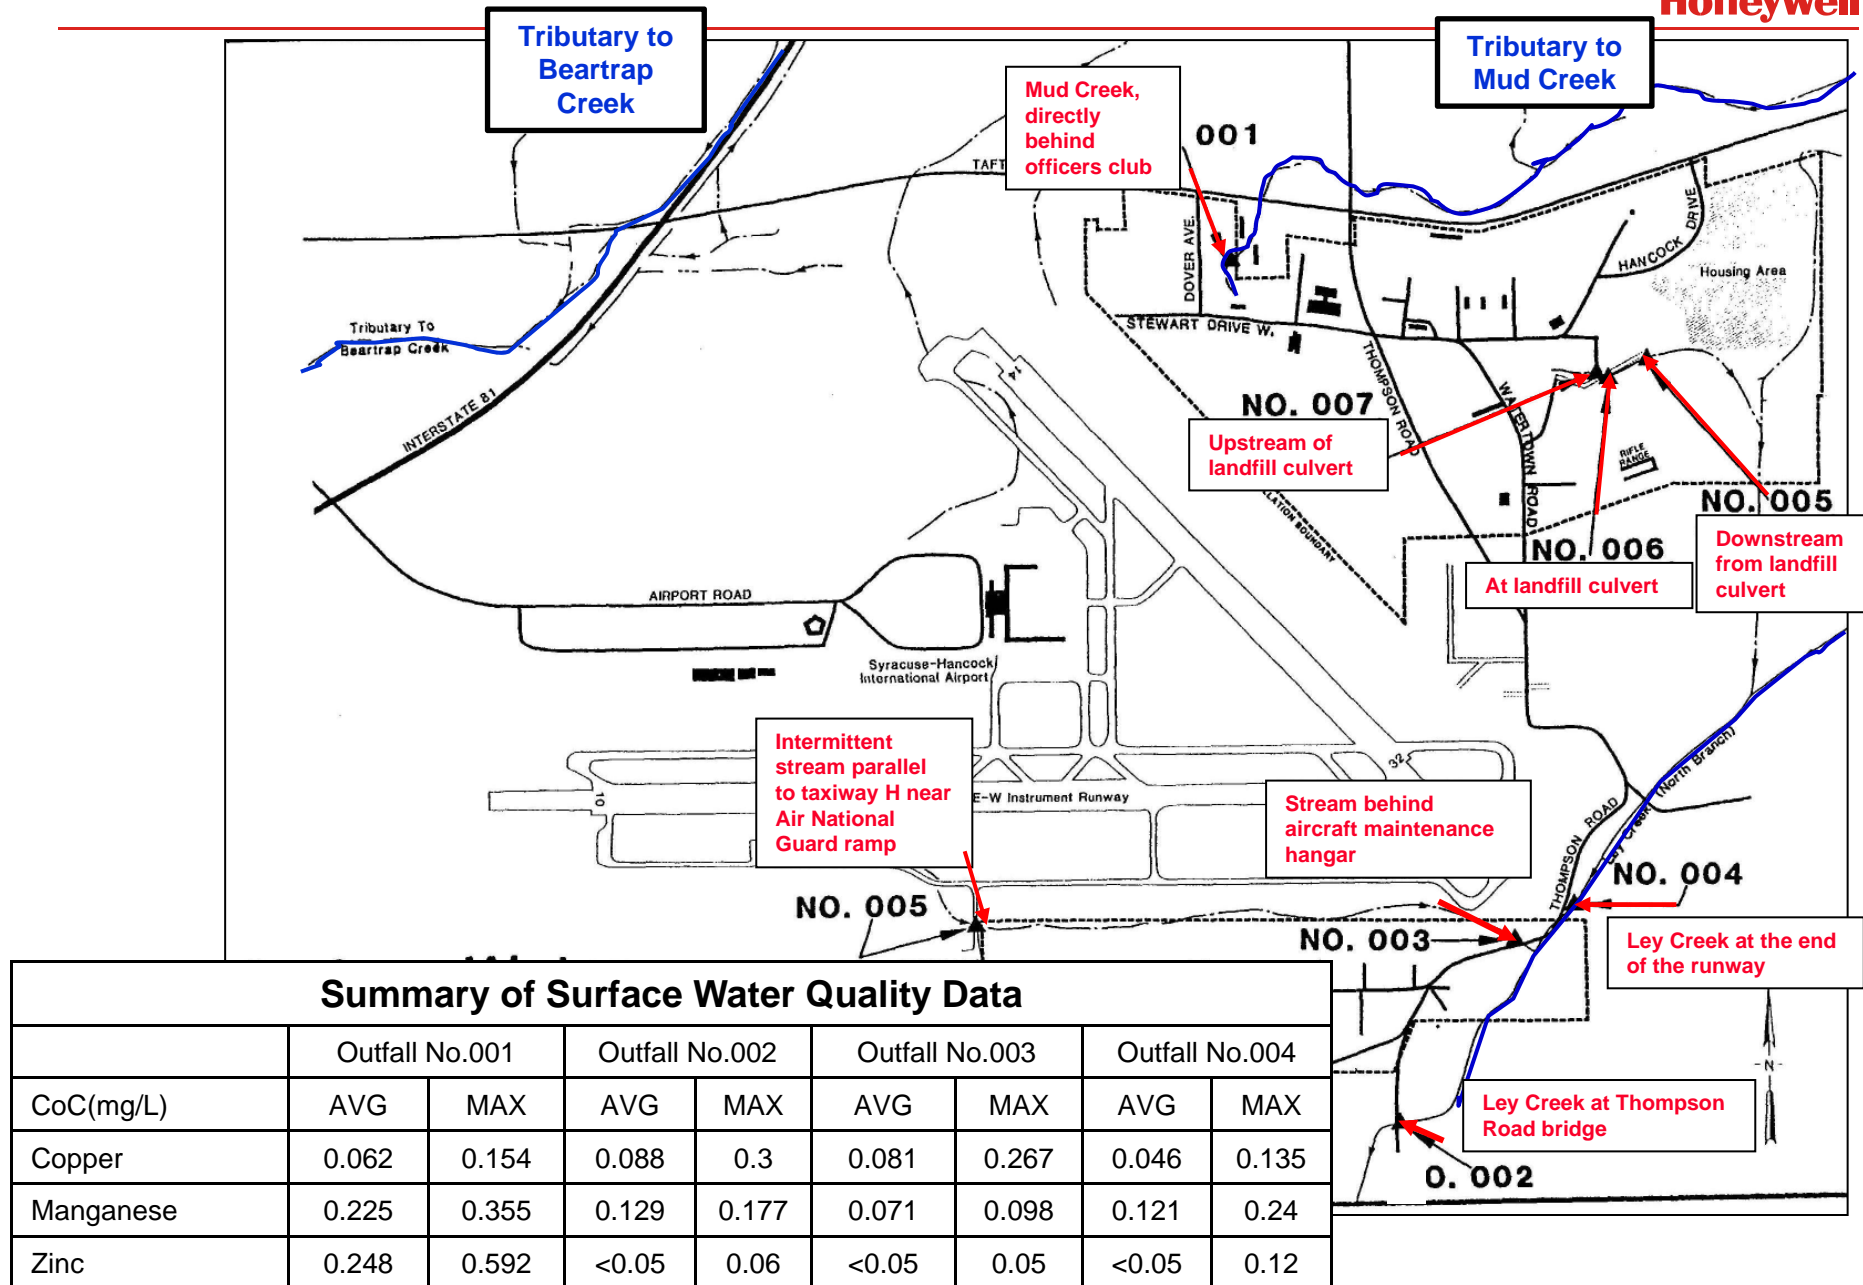 Honeywell
Tributary to
Beartrap
Creek
Tributary to
Mud Creek
Mud Creek,
directly
behind
officers club
001
TAFT
DOVER AVE.
HANCOCK DRIVE
Housing Area
Tributary To
Beartrap Creek
STEWART DRIVE W.
INTERSTATE 81
14
THOMPSON ROAD
WATERTOWN ROAD
NO. 007
Upstream of
landfill culvert
RIFLE
RANGE
LLATION BOUNDARY
NO. 005
NO. 006
Downstream
from landfill
culvert
At landfill culvert
AIRPORT ROAD
Syracuse-Hancock
International Airport
Intermittent
stream parallel
to taxiway H near
Air National
Guard ramp
10
E-W Instrument Runway
32
Stream behind
aircraft maintenance
hangar
THOMPSON ROAD
Ley Creek (North Branch)
NO. 004
NO. 005
NO. 003
Ley Creek at the end
of the runway
N
Ley Creek at Thompson
Road bridge
O. 002
Summary of Surface Water Quality Data
Outfall No.001 Outfall No.002 Outfall No.003 Outfall No.004
CoC(mg/L) AVG MAX AVG MAX AVG MAX AVG MAX
Copper 0.062 0.154 0.088 0.3 0.081 0.267 0.046 0.135
Manganese 0.225 0.355 0.129 0.177 0.071 0.098 0.121 0.24
Zinc 0.248 0.592 <0.05 0.06 <0.05 0.05 <0.05 0.12